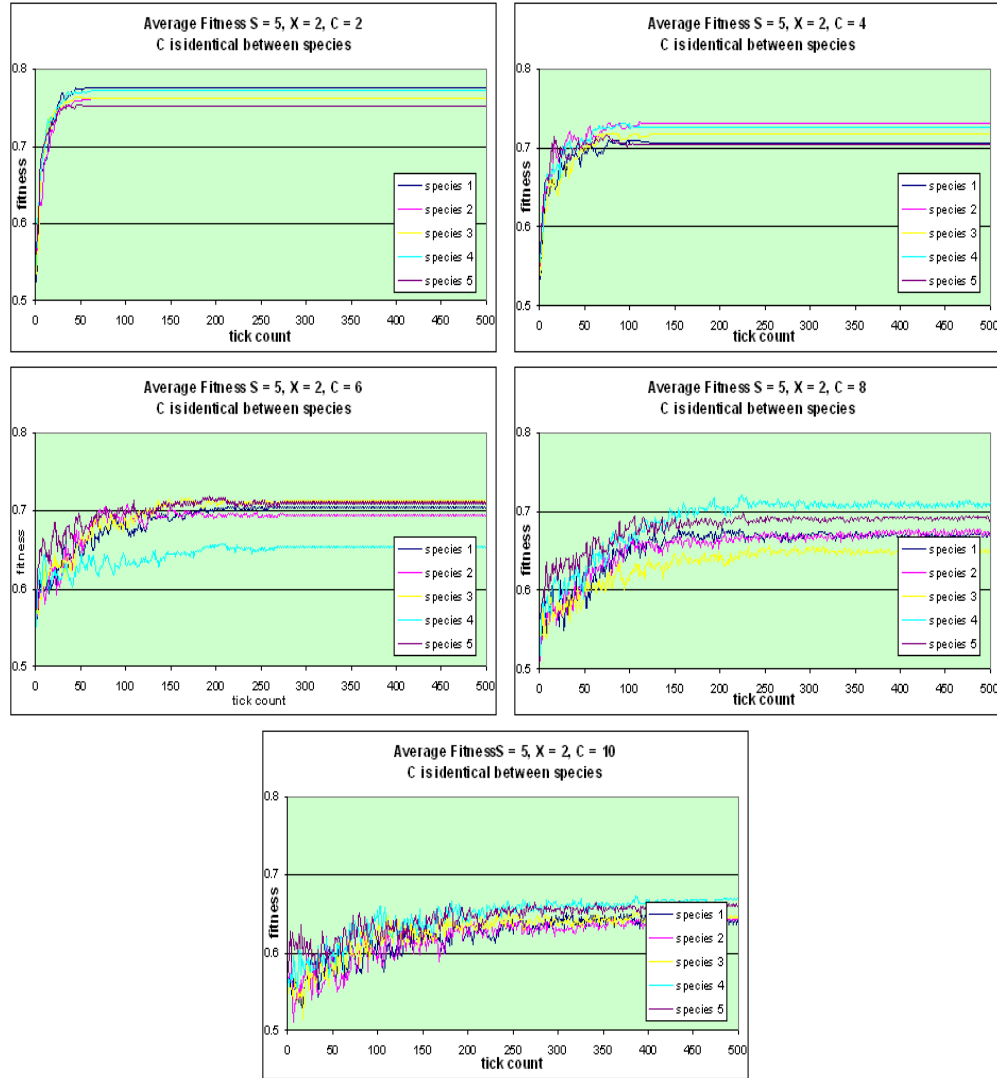 Average Fitness S = 5, X = 2, C = 2
C is identical between species
0.8
0.7
0.6
0.5
fitness
species 1
species 2
species 3
species 4
species 5
0 50 100 150 200 250 300 350 400 450 500
tick count
Average Fitness S = 5, X = 2, C = 4
C is identical between species
0.8
0.7
0.6
0.5
fitness
species 1
species 2
species 3
species 4
species 5
0 50 100 150 200 250 300 350 400 450 500
tick count
Average Fitness S = 5, X = 2, C = 6
C is identical between species
0.8
0.7
0.6
0.5
fitness
species 1
species 2
species 3
species 4
species 5
0 50 100 150 200 250 300 350 400 450 500
tick count
Average Fitness S = 5, X = 2, C = 8
C is identical between species
0.8
0.7
0.6
0.5
fitness
species 1
species 2
species 3
species 4
species 5
0 50 100 150 200 250 300 350 400 450 500
tick count
Average FitnessS = 5, X = 2, C = 10
C is identical between species
0.8
0.7
0.6
0.5
fitness
species 1
species 2
species 3
species 4
species 5
0 50 100 150 200 250 300 350 400 450 500
tick count